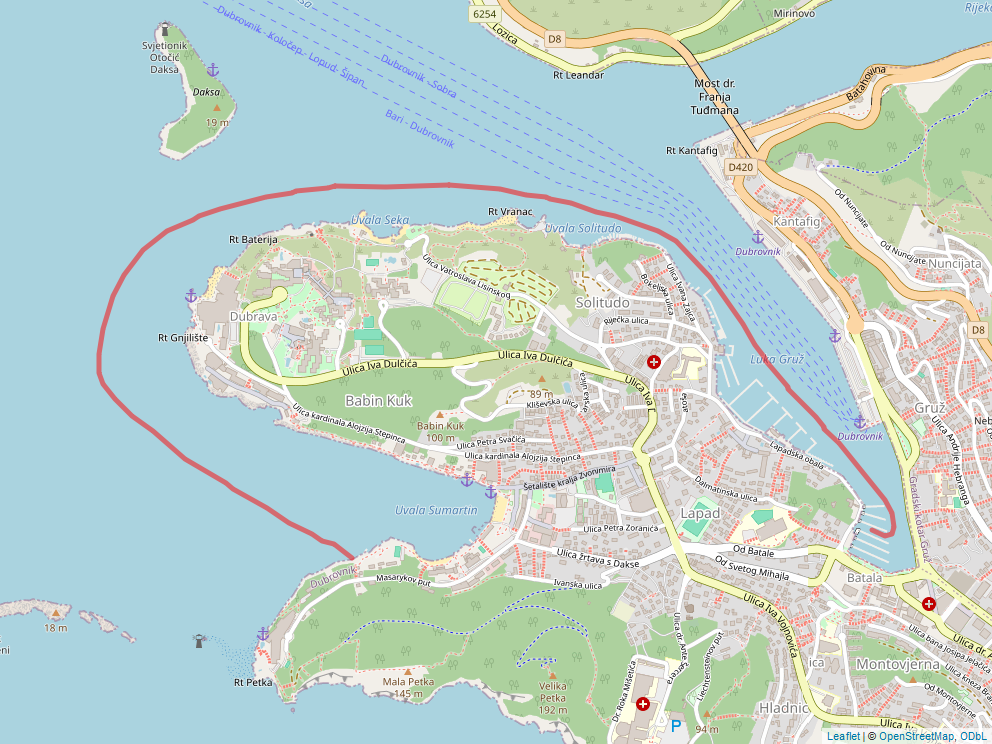 6254
D8
Lozica
Mirinovo
Rt Leandar
Svjetionik
Otočić
Daksa
Daksa
19 m
Dubrovnik - Koločep - Lopud - Šipan
Dubrovnik - Sobra
Bari - Dubrovnik
Most dr.
Franja
Tuđmana
Batahovina
Rt Kantafig
D420
Od Nuncijate
Kantafig
Od Nuncijate
Nuncijata
Dubrovnik
D8
Uvala Seka
Rt Vranac
Uvala Solitudo
Rt Baterija
Ulica Vatroslava Lisinskog
Bokeljska ulica
Ulica Ivana Zajca
Solitudo
Riječka ulica
Dubrava
Rt Gnjilište
Ulica Iva Dulčića
Ulica Iva Dulčića
Luka Gruž
Babin Kuk
89 m
Kliševska ulica
Babin Kuk
100 m
Ulica kardinala Alojzija Stepinca
Ulica Petra Svačića
Ulica kardinala Alojzija Stepinca
Šetalište kralja Zvonimira
Gruž
Dubrovnik
Ulica Andrije Hebranga
Lapadska obala
Dalmatinska ulica
Gradski kotar Gruž
Uvala Sumartin
Lapad
Ulica Petra Zoranića
Ulica žrtava s Dakse
Od Batale
Od Svetog Mihajla
Batala
Dubrovnik
Masarykov put
Ivanska ulica
Ulica Iva Vojnovića
18 m
Ulica dr. Ante Šercera
Liechtensteinov put
Ulica bana Josipa Jelačića
Montovjerna
Ulica kneza Bra
Od Montovjerne
Rt Petka
Mala Petka
145 m
Velika
Petka
192 m
Dr. Roka Mišetića
P
94 m
Hladnic
Leaflet | © OpenStreetMap, ODbL